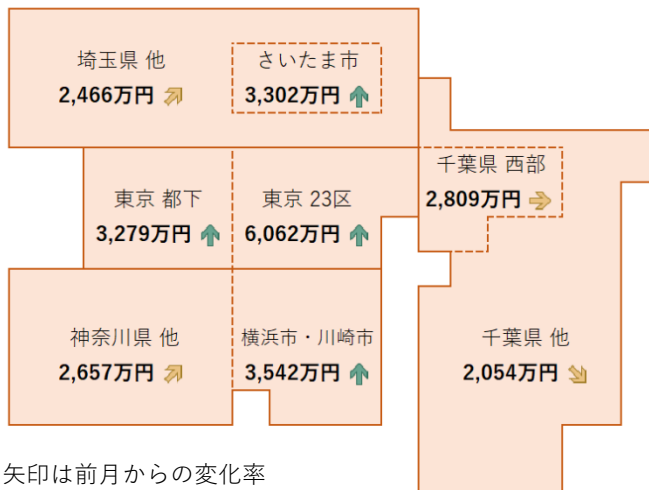 埼玉県 他
2,466万円
さいたま市
3,302万円
千葉県 西部
2,809万円
東京 都下
3,279万円
東京 23区
6,062万円
神奈川県 他
2,657万円
横浜市・川崎市
3,542万円
千葉県 他
2,054万円
矢印は前月からの変化率